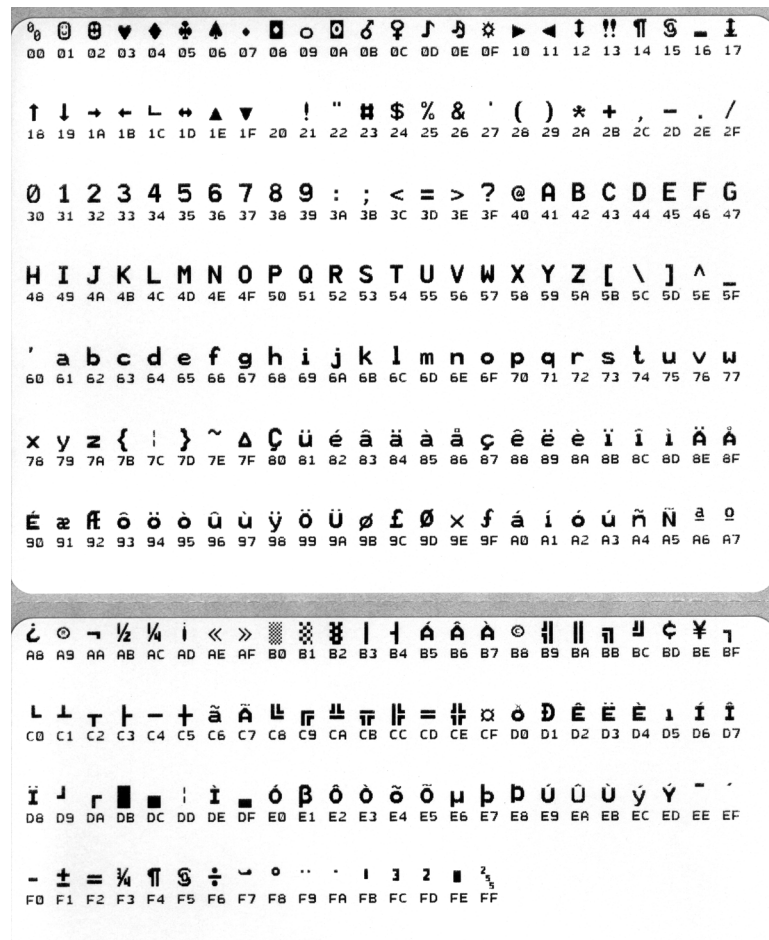 ⁰₀ ☺ ☻ ♥ ♦ ♣ ♠ • ◘ ○ ◙ ♂ ♀ ♪ ♫ ☼ ► ◄ ↕ ‼ ¶ § ▬ ↨
00 01 02 03 04 05 06 07 08 09 0A 0B 0C 0D 0E 0F 10 11 12 13 14 15 16 17
↑ ↓ → ← ∟ ↔ ▲ ▼ ! " # $ % & ' ( ) * + , - . /
18 19 1A 1B 1C 1D 1E 1F 20 21 22 23 24 25 26 27 28 29 2A 2B 2C 2D 2E 2F
0 1 2 3 4 5 6 7 8 9 : ; < = > ? @ A B C D E F G
30 31 32 33 34 35 36 37 38 39 3A 3B 3C 3D 3E 3F 40 41 42 43 44 45 46 47
H I J K L M N O P Q R S T U V W X Y Z [ \ ] ^ _
48 49 4A 4B 4C 4D 4E 4F 50 51 52 53 54 55 56 57 58 59 5A 5B 5C 5D 5E 5F
' a b c d e f g h i j k l m n o p q r s t u v w
60 61 62 63 64 65 66 67 68 69 6A 6B 6C 6D 6E 6F 70 71 72 73 74 75 76 77
x y z { ¦ } ~ ∆ Ç ü é â ä à å ç ê ë è ï î ì Ä Å
78 79 7A 7B 7C 7D 7E 7F 80 81 82 83 84 85 86 87 88 89 8A 8B 8C 8D 8E 8F
É æ Æ ô ö ò û ù ÿ Ö Ü ø £ Ø × ƒ á í ó ú ñ Ñ ª º
90 91 92 93 94 95 96 97 98 99 9A 9B 9C 9D 9E 9F A0 A1 A2 A3 A4 A5 A6 A7
¿ ® ¬ ½ ¼ ¡ « » ░ ▒ ▓ │ ┤ Á Â À © ╣ ║ ╗ ╝ ¢ ¥ ┐
A8 A9 AA AB AC AD AE AF B0 B1 B2 B3 B4 B5 B6 B7 B8 B9 BA BB BC BD BE BF
└ ┴ ┬ ├ ─ ┼ ã Ã ╚ ╔ ╩ ╦ ╠ ═ ╬ ¤ ð Ð Ê Ë È ı Í Î
C0 C1 C2 C3 C4 C5 C6 C7 C8 C9 CA CB CC CD CE CF D0 D1 D2 D3 D4 D5 D6 D7
Ï ┘ ┌ █ ▄ ¦ Ì ▬ Ó β Ô Ò õ Õ µ þ Þ Ú Û Ù ý Ý ¯ ´
D8 D9 DA DB DC DD DE DF E0 E1 E2 E3 E4 E5 E6 E7 E8 E9 EA EB EC ED EE EF
- ± = ¾ ¶ § ÷ ¸ ° ¨ · ı ³ ² ■ ²₅₅
F0 F1 F2 F3 F4 F5 F6 F7 F8 F9 FA FB FC FD FE FF